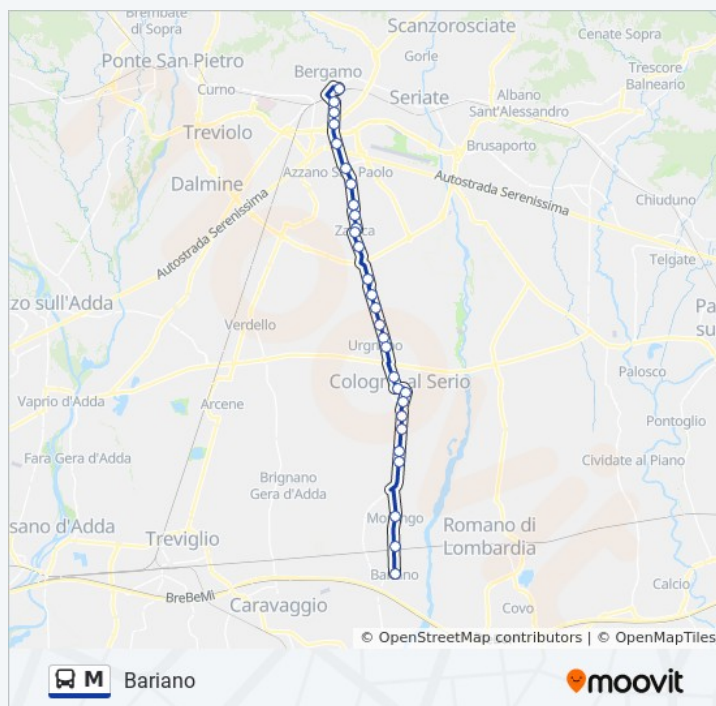 Brembate
di Sopra
Scanzorosciate
Cenate Sopra
Gorle
Ponte San Pietro
Bergamo
Trescore
Balneario
Curno
Seriate
Albano
Sant'Alessandro
Treviolo
Brusaporto
Azzano San Paolo
Dalmine
Autostrada Serenissima
Chiuduno
Autostrada Serenissima
Telgate
zo sull'Adda
Verdello
Urgnano
Palosco
Cologno al Serio
Vaprio d'Adda
Arcene
Pontoglio
Fara Gera d'Adda
Brignano
Gera d'Adda
Cividate al Piano
sano d'Adda
Treviglio
Romano di
Lombardia
Bariano
Calcio
BreBeMi
Caravaggio
Covo
© OpenStreetMap contributors | © OpenMapTiles
M Bariano
moovit